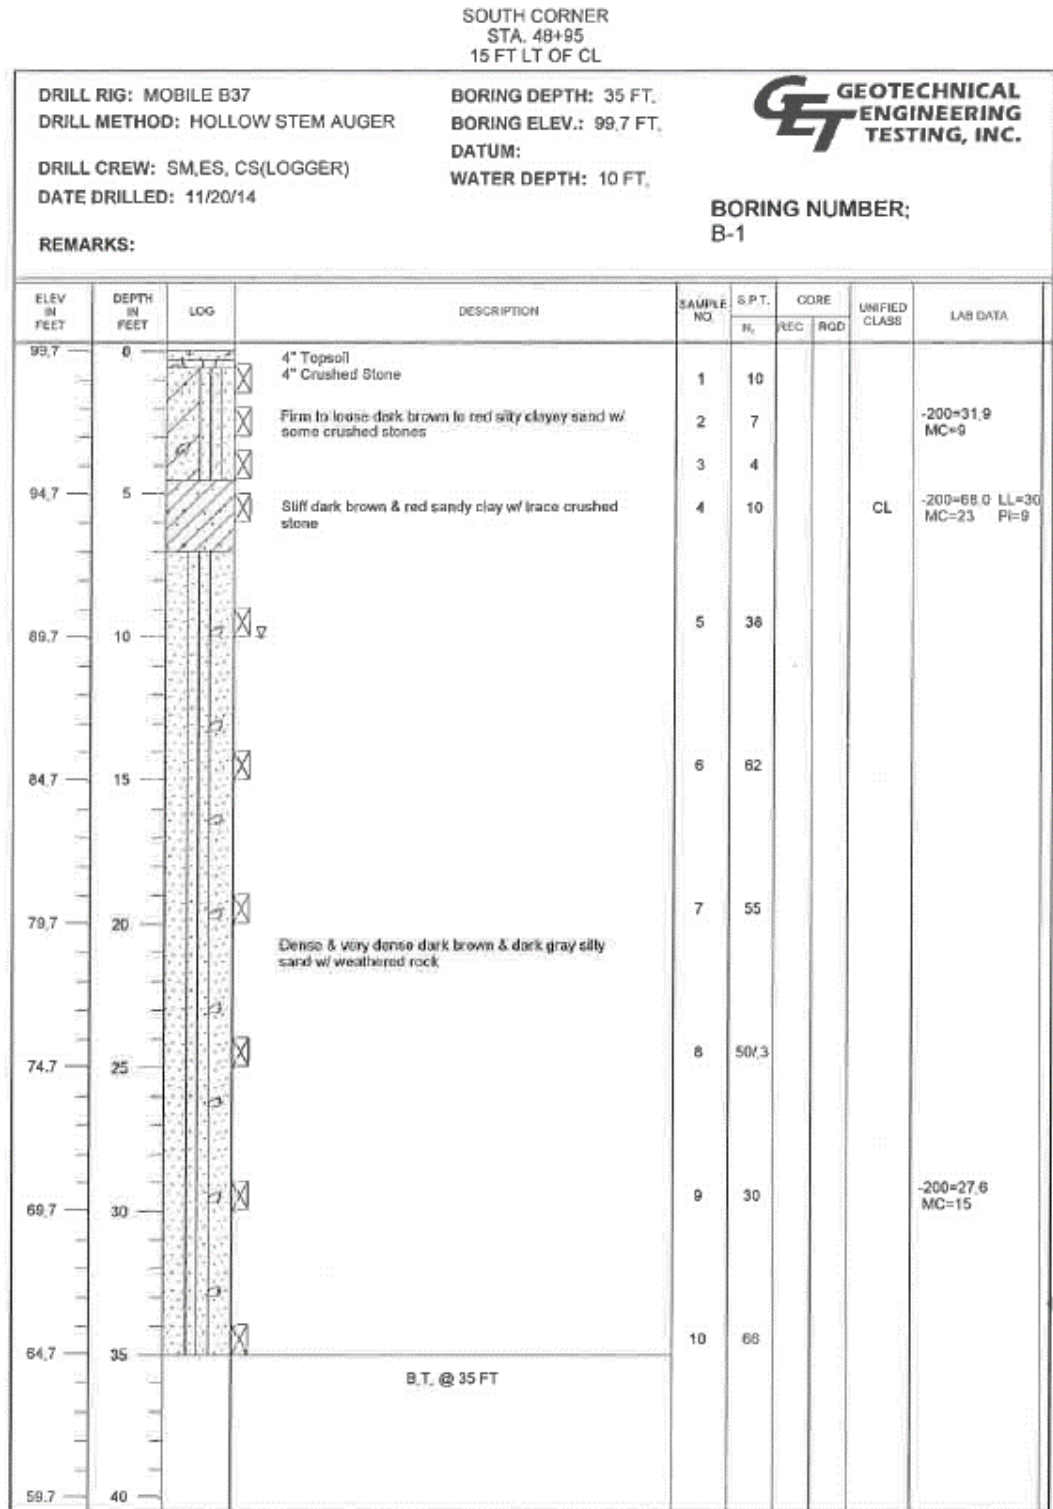 SOUTH CORNER
STA. 48+95
15 FT LT OF CL
DRILL RIG: MOBILE B37
DRILL METHOD: HOLLOW STEM AUGER
DRILL CREW: SM,ES, CS(LOGGER)
DATE DRILLED: 11/20/14
REMARKS:
BORING DEPTH: 35 FT.
BORING ELEV.: 99.7 FT.
DATUM:
WATER DEPTH: 10 FT.
GET GEOTECHNICAL
ENGINEERING
TESTING, INC.
BORING NUMBER:
B-1
ELEV IN FEET
DEPTH IN FEET
LOG
DESCRIPTION
SAMPLE NO.
S.P.T.
N,
CORE
REC RQD
UNIFIED CLASS
LAB DATA
99.7 0
4" Topsoil
4" Crushed Stone
1 10
Firm to loose dark brown to red silty clayey sand w/
some crushed stones
2 7 -200=31.9
MC=9
3 4
94.7 5
Stiff dark brown & red sandy clay w/ trace crushed
stone
4 10 CL -200=68.0 LL=30
MC=23 PI=9
5 38
89.7 10
6 62
84.7 15
7 55
79.7 20
Dense & very dense dark brown & dark gray silty
sand w/ weathered rock
8 50/.3
74.7 25
9 30 -200=27.6
MC=15
69.7 30
10 66
64.7 35
B.T. @ 35 FT
59.7 40